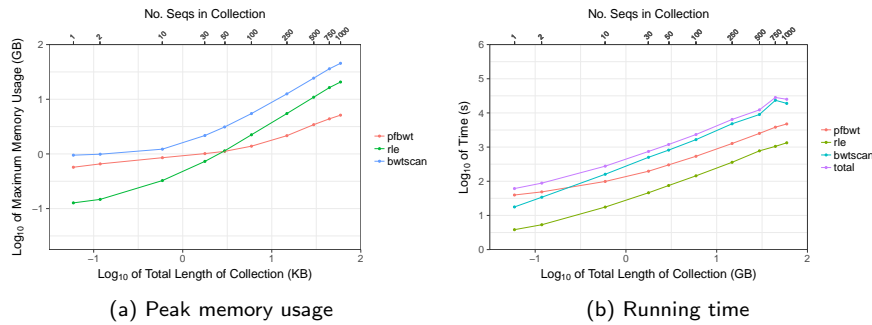 No. Seqs in Collection
1 2 10 30 50 100 250 500 750 1000
Log10 of Maximum Memory Usage (GB)
2
1
0
−1
−1 0 1 2
Log10 of Total Length of Collection (KB)
pfbwt
rle
bwtscan
(a) Peak memory usage
No. Seqs in Collection
1 2 10 30 50 100 250 500 750 1000
Log10 of Time (s)
6
5
4
3
2
1
0
−1 0 1 2
Log10 of Total Length of Collection (GB)
pfbwt
rle
bwtscan
total
(b) Running time